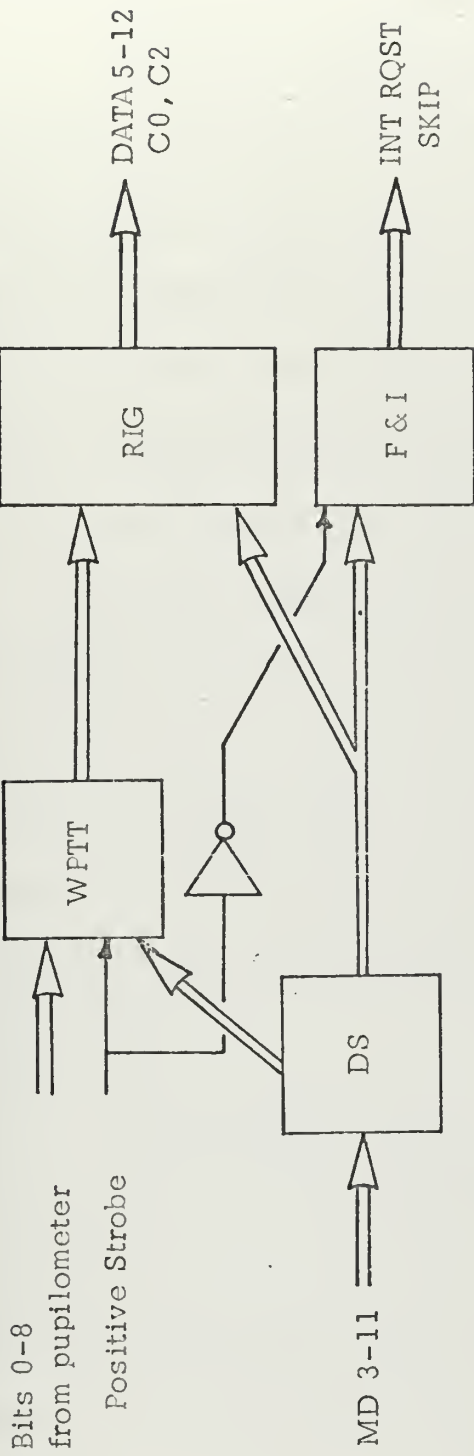 Bits 0-8
from pupilometer
Positive Strobe
MD 3-11
WPTT
DS
RIG
F & I
DATA 5-12
C0, C2
INT RQST
SKIP